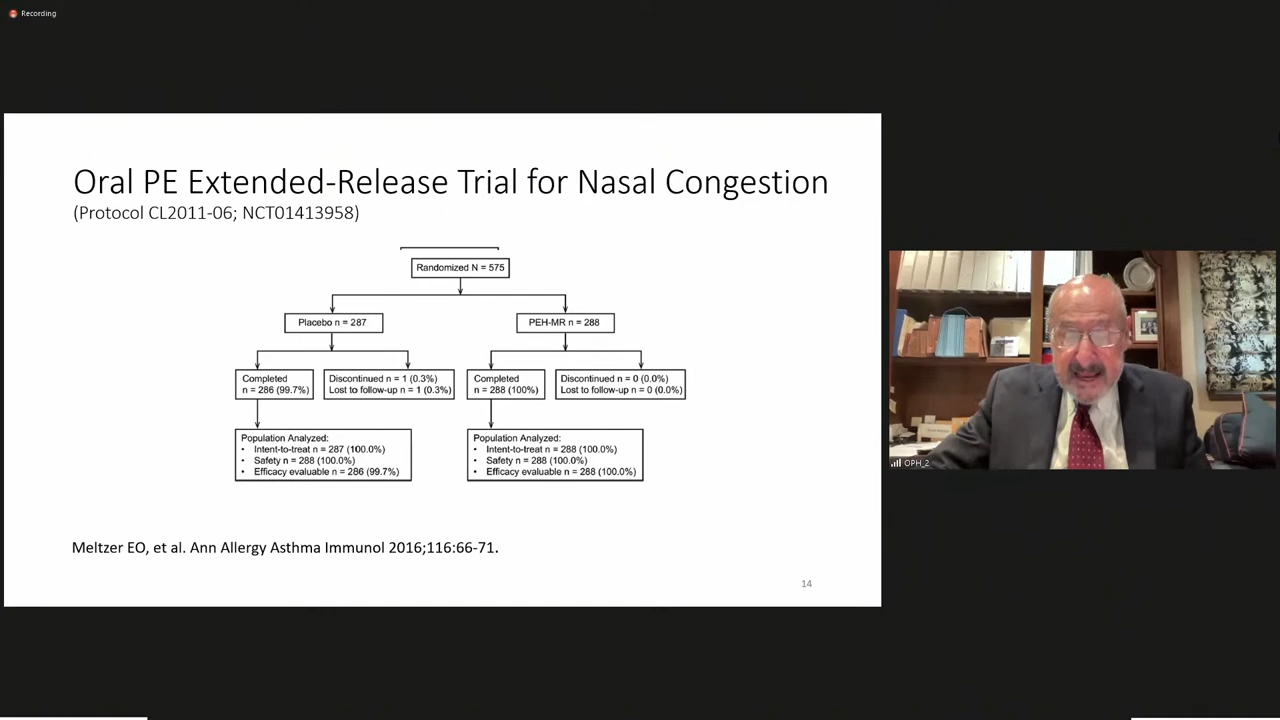 Recording
Oral PE Extended-Release Trial for Nasal Congestion
(Protocol CL2011-06; NCT01413958)
Randomized N = 575
Placebo n = 287
PEH-MR n = 288
Completed
n = 286 (99.7%)
Discontinued n = 1 (0.3%)
Lost to follow-up n = 1 (0.3%)
Completed
n = 288 (100%)
Discontinued n = 0 (0.0%)
Lost to follow-up n = 0 (0.0%)
Population Analyzed:
• Intent-to-treat n = 287 (100.0%)
• Safety n = 288 (100.0%)
• Efficacy evaluable n = 286 (99.7%)
Population Analyzed:
• Intent-to-treat n = 288 (100.0%)
• Safety n = 288 (100.0%)
• Efficacy evaluable n = 288 (100.0%)
Meltzer EO, et al. Ann Allergy Asthma Immunol 2016;116:66-71.
14
OPH_2